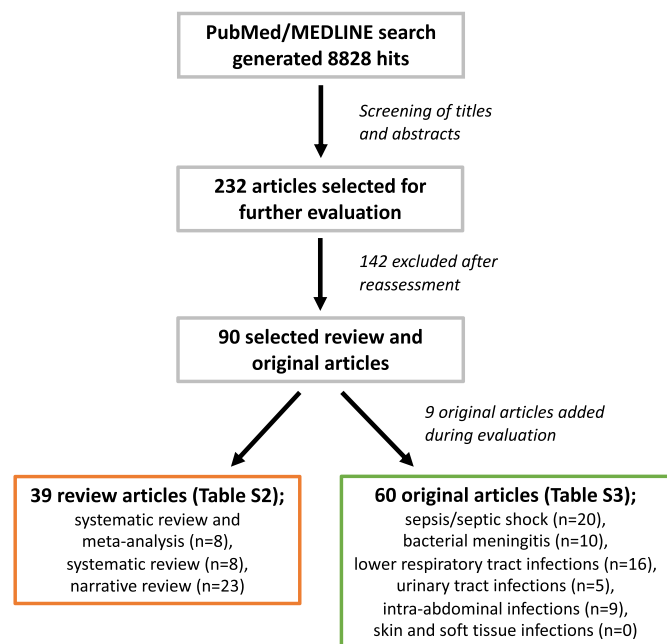 PubMed/MEDLINE search
generated 8828 hits
Screening of titles
and abstracts
232 articles selected for
further evaluation
142 excluded after
reassessment
90 selected review and
original articles
9 original articles added
during evaluation
39 review articles (Table S2);
systematic review and
meta-analysis (n=8),
systematic review (n=8),
narrative review (n=23)
60 original articles (Table S3);
sepsis/septic shock (n=20),
bacterial meningitis (n=10),
lower respiratory tract infections (n=16),
urinary tract infections (n=5),
intra-abdominal infections (n=9),
skin and soft tissue infections (n=0)